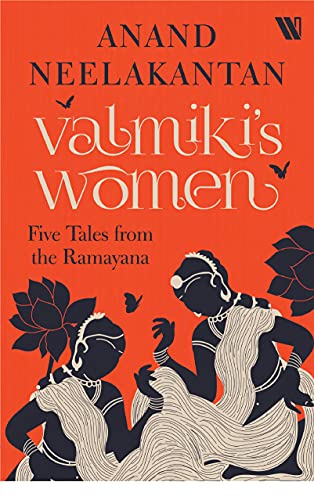 ANAND
NEELAKANTAN
Valmiki's
women
Five Tales from
the Ramayana